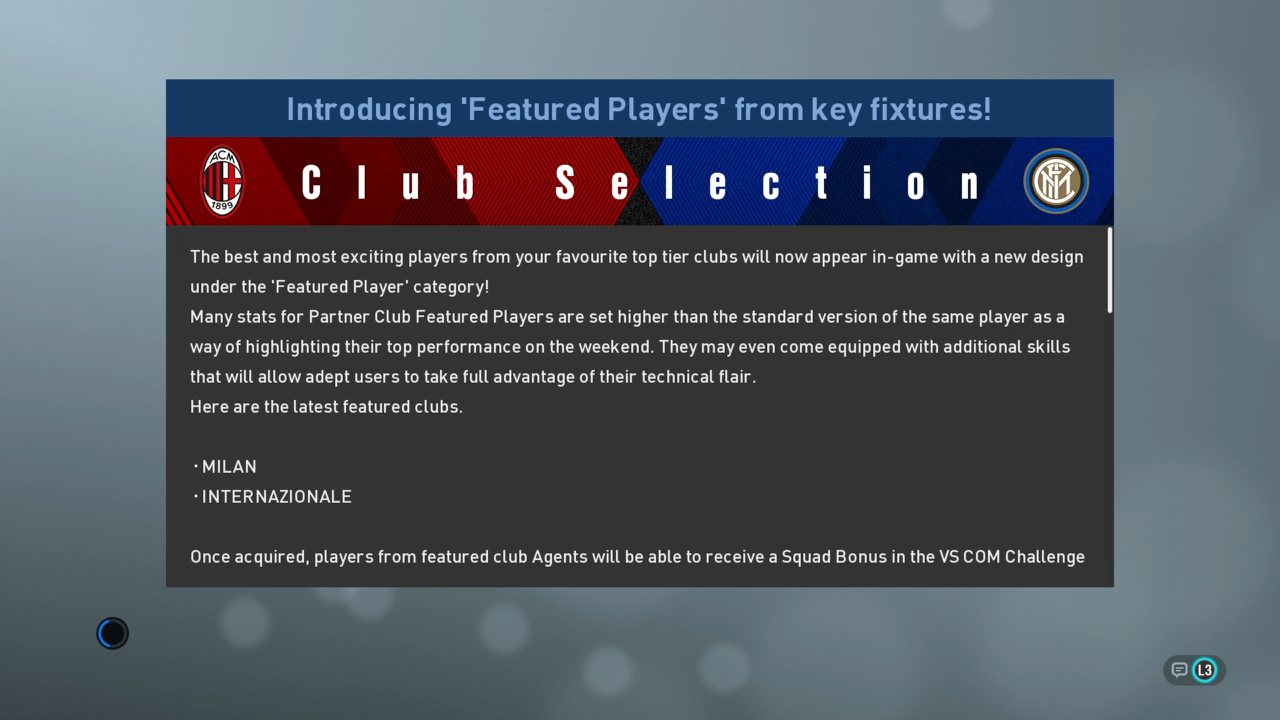 Introducing 'Featured Players' from key fixtures!
ACM
1899
Club Selection
The best and most exciting players from your favourite top tier clubs will now appear in-game with a new design
under the 'Featured Player' category!
Many stats for Partner Club Featured Players are set higher than the standard version of the same player as a
way of highlighting their top performance on the weekend. They may even come equipped with additional skills
that will allow adept users to take full advantage of their technical flair.
Here are the latest featured clubs.
・MILAN
・INTERNAZIONALE
Once acquired, players from featured club Agents will be able to receive a Squad Bonus in the VS COM Challenge
L3